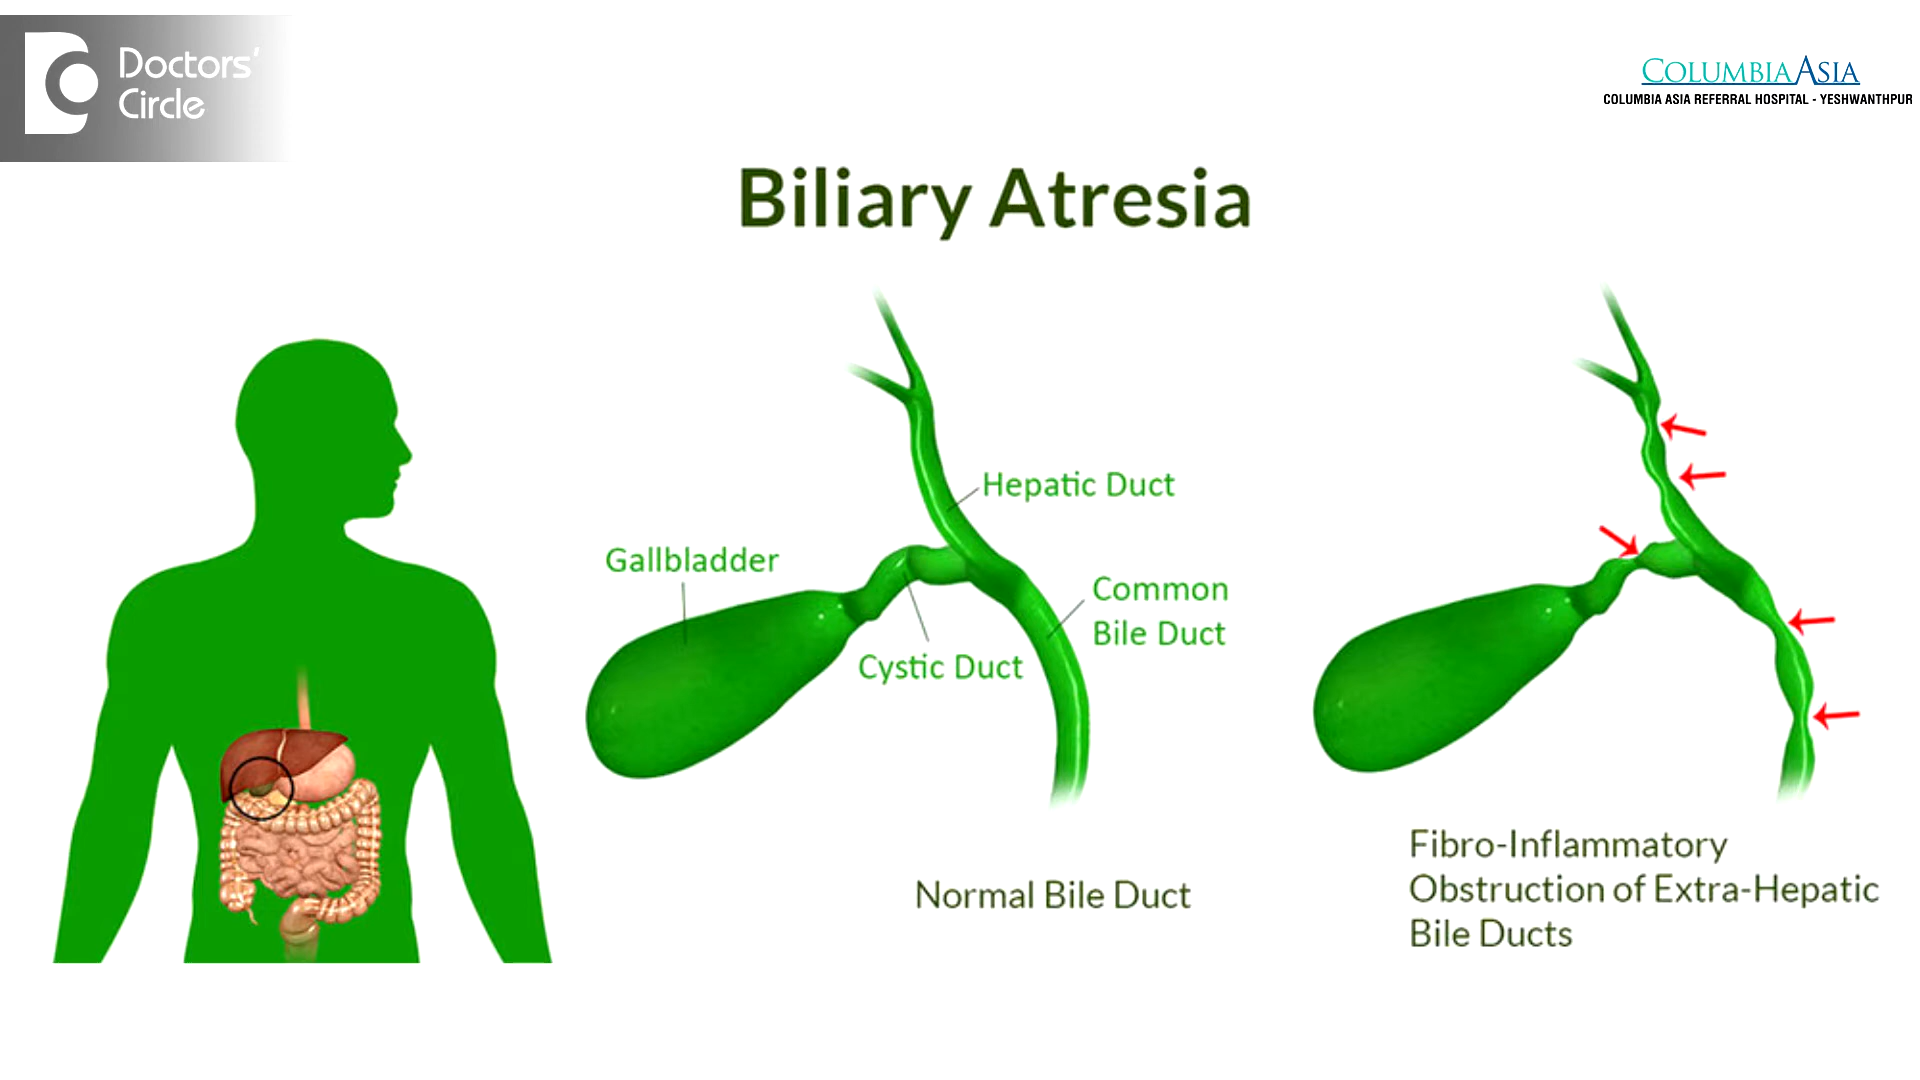 Doctors'
Circle
COLUMBIA ASIA
COLUMBIA ASIA REFERRAL HOSPITAL - YESHWANTHPUR
Biliary Atresia
Hepatic Duct
Gallbladder
Common
Bile Duct
Cystic Duct
Normal Bile Duct
Fibro-Inflammatory
Obstruction of Extra-Hepatic
Bile Ducts